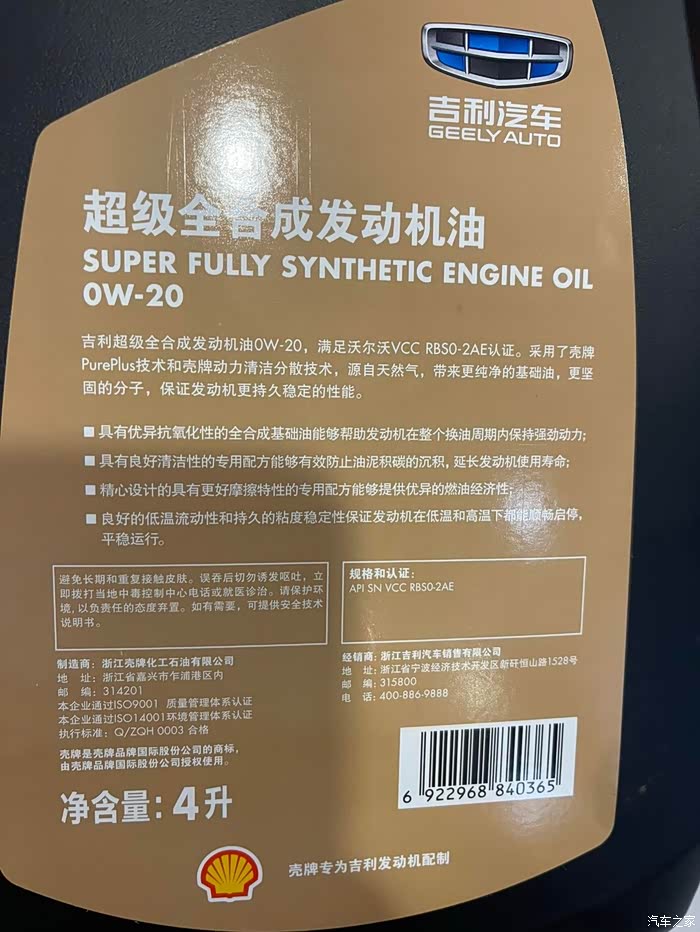 吉利汽车
GEELY AUTO
超级全合成发动机油
SUPER FULLY SYNTHETIC ENGINE OIL
0W-20
吉利超级全合成发动机油0W-20，满足沃尔沃VCC RBS0-2AE认证。采用了壳牌
PurePlus技术和壳牌动力清洁分散技术，源自天然气，带来更纯净的基础油，更坚
固的分子，保证发动机更持久稳定的性能。
■ 具有优异抗氧化性的全合成基础油能够帮助发动机在整个换油周期内保持强劲动力;
■ 具有良好清洁性的专用配方能够有效防止油泥积碳的沉积，延长发动机使用寿命;
■ 精心设计的具有更好摩擦特性的专用配方能够提供优异的燃油经济性;
■ 良好的低温流动性和持久的粘度稳定性保证发动机在低温和高温下都能顺畅启停，
平稳运行。
避免长期和重复接触皮肤。误吞后切勿诱发呕吐，立
即拨打当地中毒控制中心电话或就医诊治。请保护环
境，以负责任的态度弃置。如有需要，可提供安全技术
说明书。
规格和认证：
API SN VCC RBS0-2AE
制造商：浙江壳牌化工石油有限公司
地 址：浙江省嘉兴市乍浦港区内
邮 编：314201
本企业通过ISO9001 质量管理体系认证
本企业通过ISO14001环境管理体系认证
执行标准：Q/ZQH 0003 合格
壳牌是壳牌品牌国际股份公司的商标，
由壳牌品牌国际股份公司授权使用。
经销商：浙江吉利汽车销售有限公司
地 址：浙江省宁波经济技术开发区新矸恒山路1528号
邮 编：315800
电 话：400-886-9888
净含量：4升
6 922968 840365
壳牌专为吉利发动机配制
汽车之家